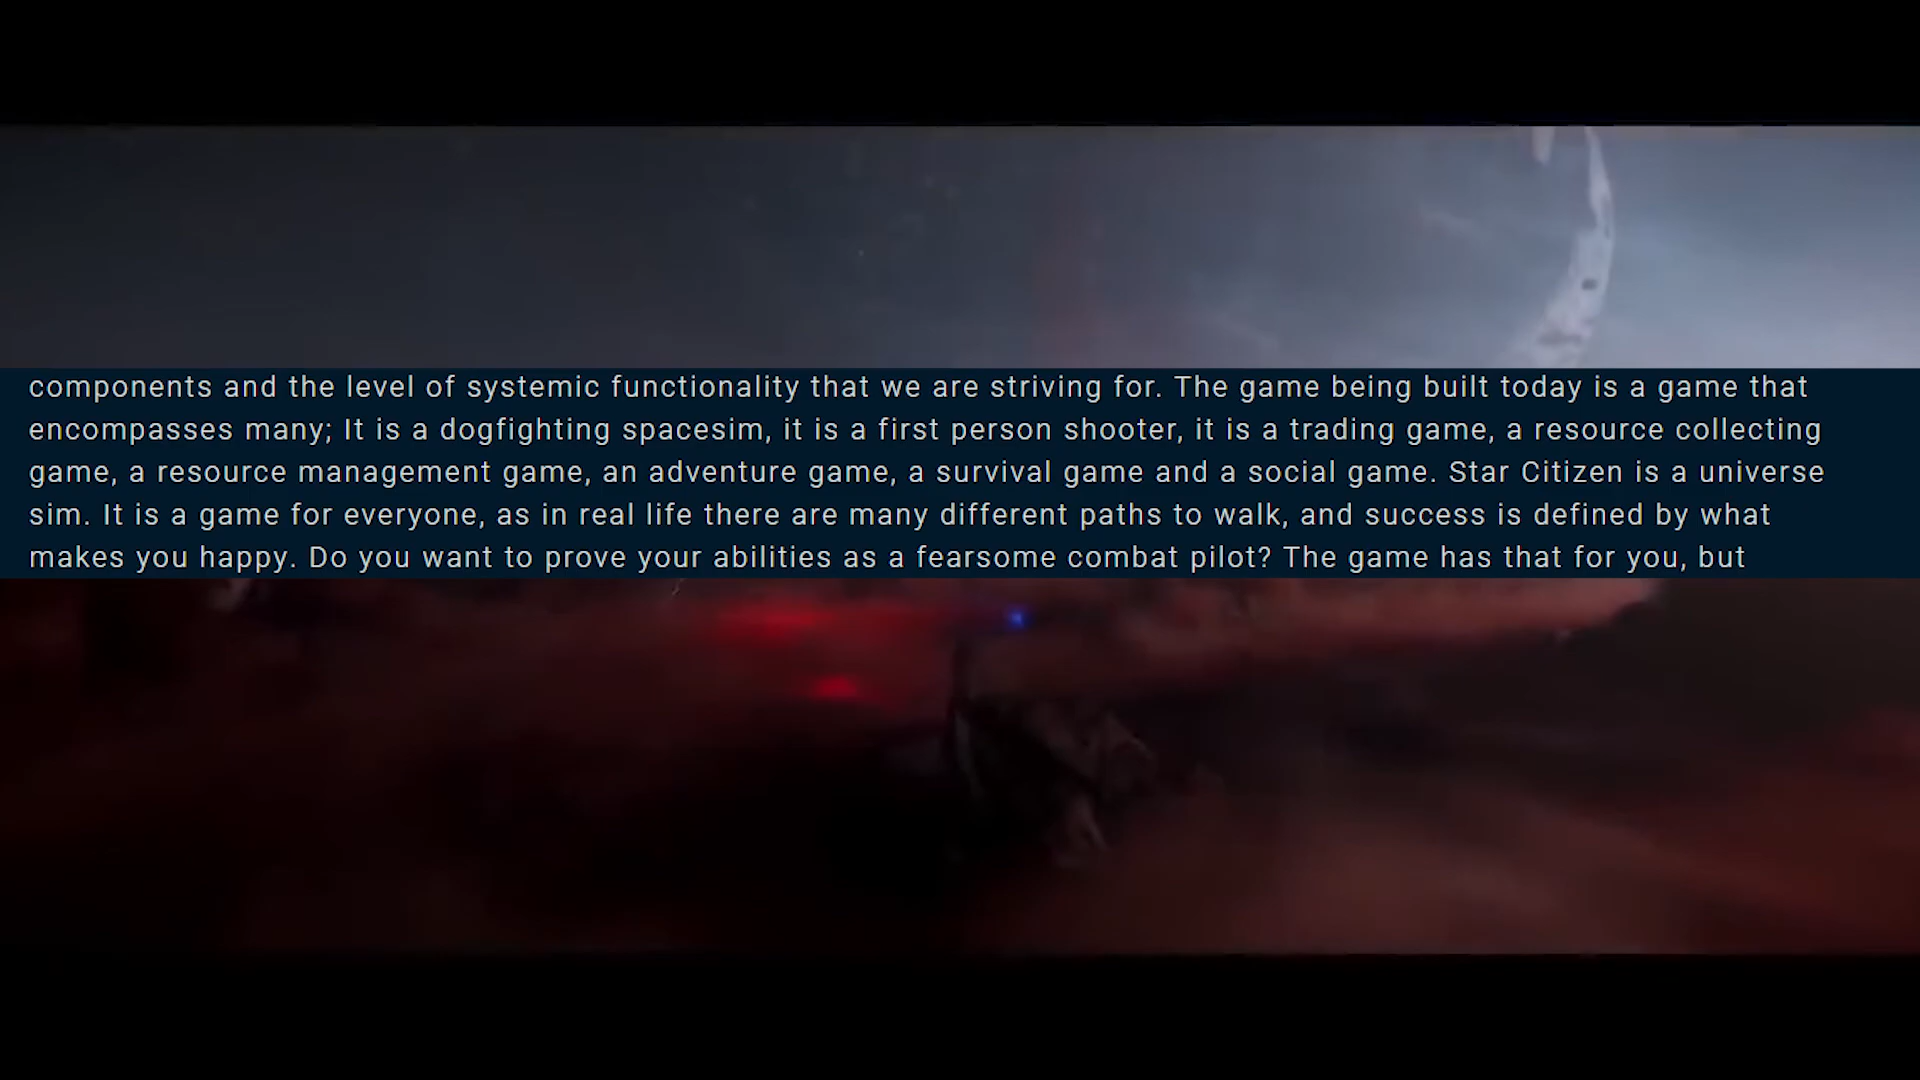 components and the level of systemic functionality that we are striving for. The game being built today is a game that
encompasses many; It is a dogfighting spacesim, it is a first person shooter, it is a trading game, a resource collecting
game, a resource management game, an adventure game, a survival game and a social game. Star Citizen is a universe
sim. It is a game for everyone, as in real life there are many different paths to walk, and success is defined by what
makes you happy. Do you want to prove your abilities as a fearsome combat pilot? The game has that for you, but